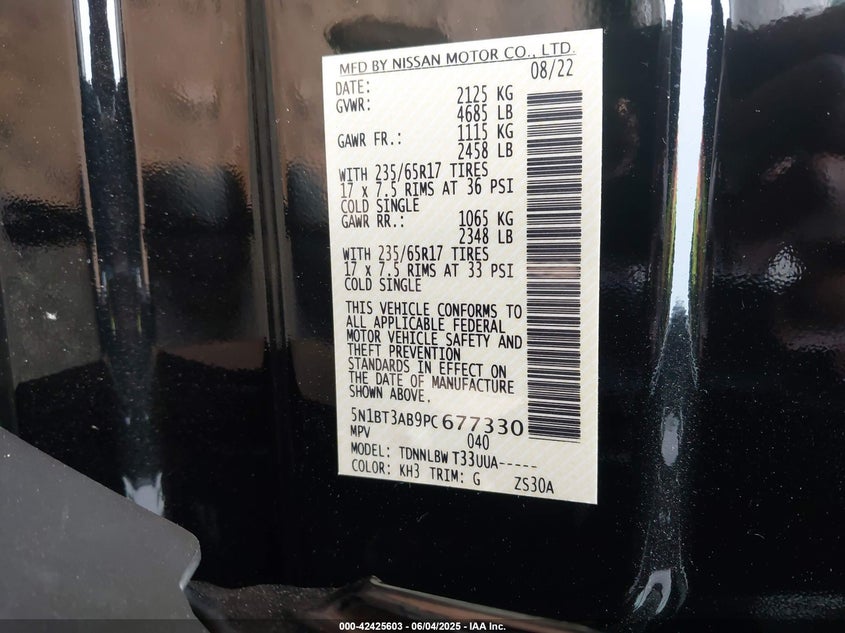 MFD BY NISSAN MOTOR CO., LTD.
DATE: 08/22
GVWR: 2125 KG
4685 LB
GAWR FR.: 1115 KG
2458 LB
WITH 235/65R17 TIRES
17 x 7.5 RIMS AT 36 PSI
COLD SINGLE
GAWR RR.: 1065 KG
2348 LB
WITH 235/65R17 TIRES
17 x 7.5 RIMS AT 33 PSI
COLD SINGLE
THIS VEHICLE CONFORMS TO
ALL APPLICABLE FEDERAL
MOTOR VEHICLE SAFETY AND
THEFT PREVENTION
STANDARDS IN EFFECT ON
THE DATE OF MANUFACTURE
SHOWN ABOVE.
5N1BT3AB9PC677330
MPV 040
MODEL: TDNNLBW T33UUA-----
COLOR: KH3 TRIM: G ZS30A
000-42425603 - 06/04/2025 - IAA Inc.